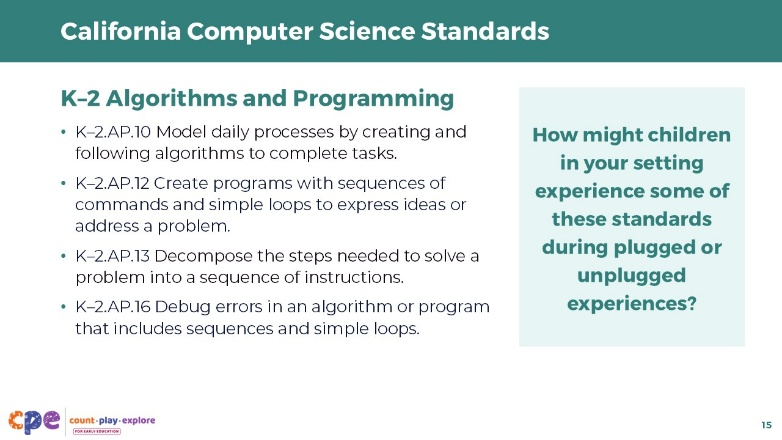 California Computer Science Standards
K–2 Algorithms and Programming
• K–2.AP.10 Model daily processes by creating and
following algorithms to complete tasks.
• K–2.AP.12 Create programs with sequences of
commands and simple loops to express ideas or
address a problem.
• K–2.AP.13 Decompose the steps needed to solve a
problem into a sequence of instructions.
• K–2.AP.16 Debug errors in an algorithm or program
that includes sequences and simple loops.
How might children
in your setting
experience some of
these standards
during plugged or
unplugged
experiences?
cpe
count·play·explore
FOR EARLY EDUCATION
15